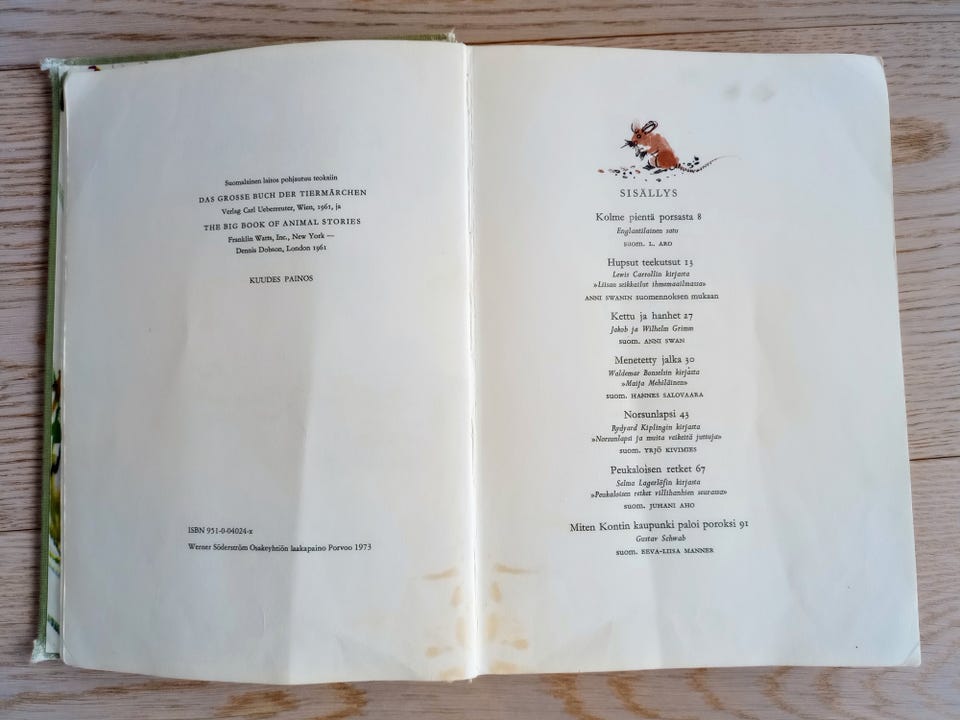 Suomalainen laitos pohjautuu teoksiin
DAS GROSSE BUCH DER TIERMÄRCHEN
Verlag Carl Ueberreuter, Wien, 1961, ja
THE BIG BOOK OF ANIMAL STORIES
Franklin Watts, Inc., New York —
Dennis Dobson, London 1961
KUUDES PAINOS
ISBN 951-0-04024-x
Werner Söderström Osakeyhtiön laakapaino Porvoo 1973
SISÄLLYS
Kolme pientä porsasta 8
Englantilainen satu
suom. L. ARO
Hupsut teekutsut 13
Lewis Carrollin kirjasta
»Liisan seikkailut ihmemaailmassa»
ANNI SWANIN suomennoksen mukaan
Kettu ja hanhet 27
Jakob ja Wilhelm Grimm
suom. ANNI SWAN
Menetetty jalka 30
Waldemar Bonselsin kirjasta
»Maija Mehiläinen»
suom. HANNES SALOVAARA
Norsunlapsi 43
Rydyard Kiplingin kirjasta
»Norsunlapsi ja muita veikeitä juttuja»
suom. YRJÖ KIVIMIES
Peukaloisen retket 67
Selma Lagerlöfin kirjasta
»Peukaloisen retket villihanhien seurassa»
suom. JUHANI AHO
Miten Kontin kaupunki paloi poroksi 91
Gustav Schwab
suom. EEVA-LIISA MANNER